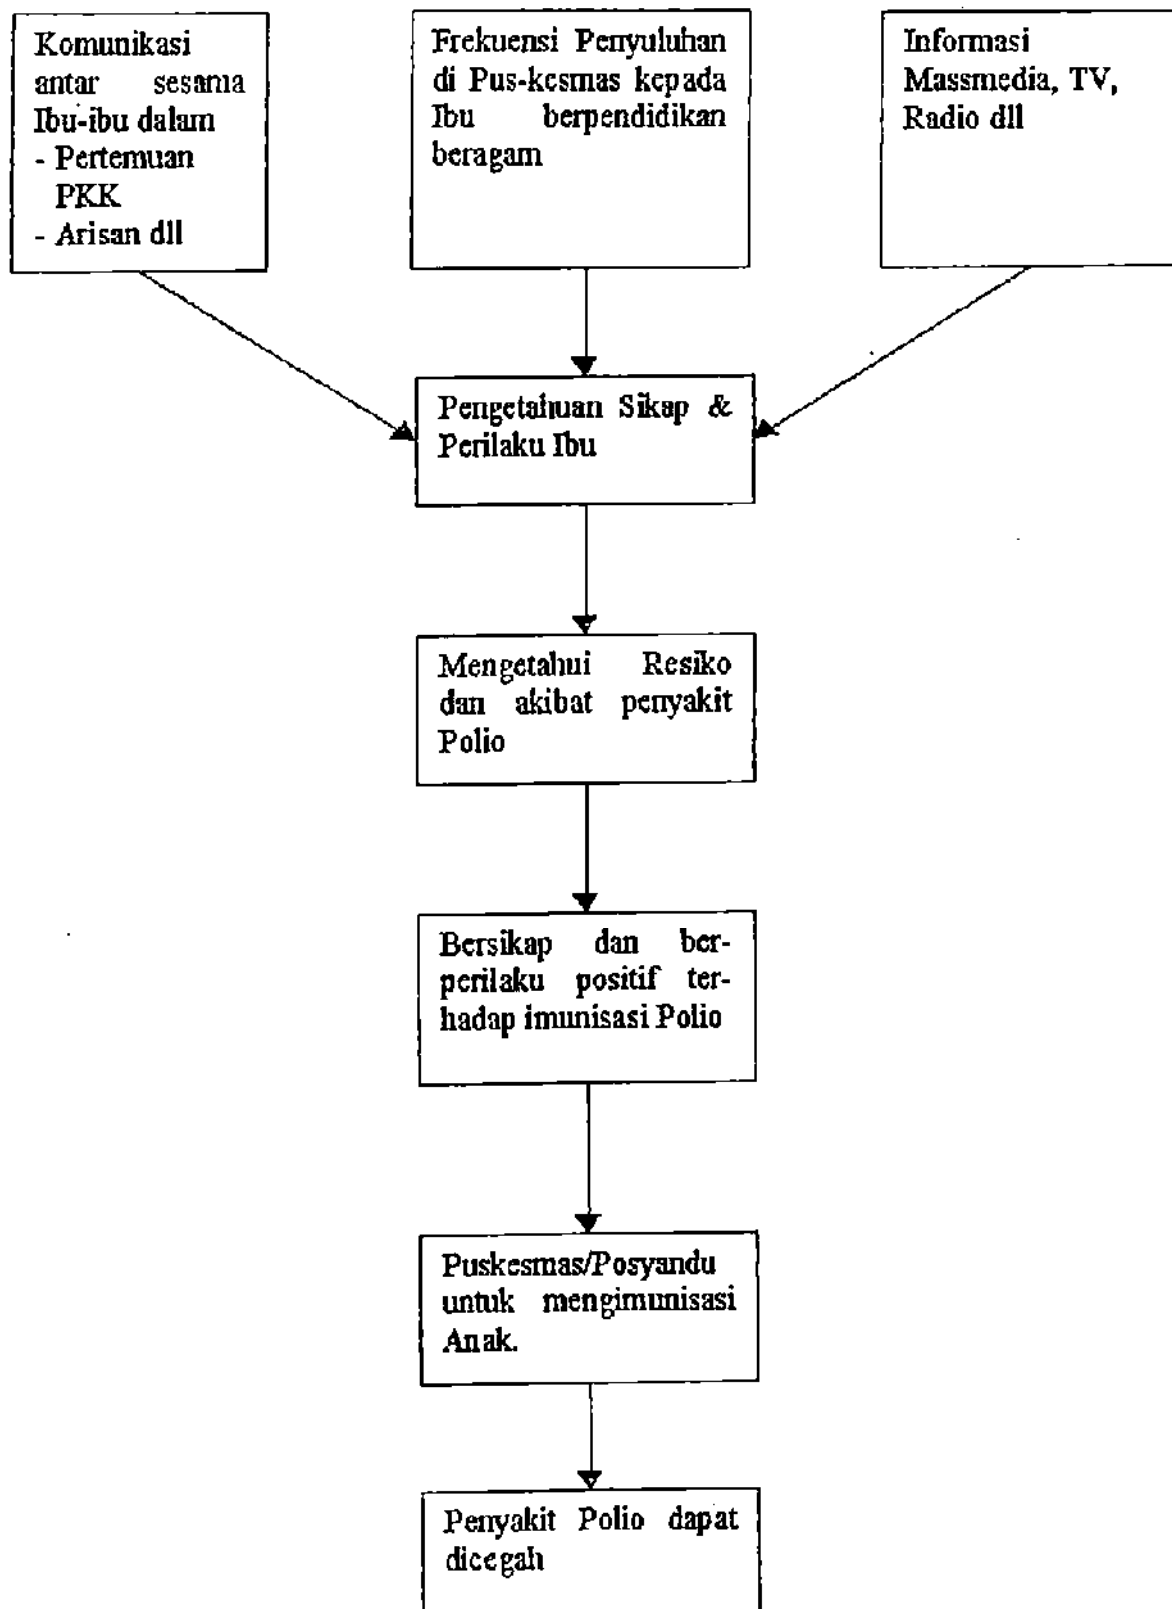 Komunikasi
antar sesama
Ibu-ibu dalam
- Pertemuan
PKK
- Arisan dll
Frekuensi Penyuluhan
di Pus-kesmas kepada
Ibu berpendidikan
beragam
Informasi
Massmedia, TV,
Radio dll
Pengetahuan Sikap &
Perilaku Ibu
Mengetahui Resiko
dan akibat penyakit
Polio
Bersikap dan ber-
perilaku positif ter-
hadap imunisasi Polio
Puskesmas/Posyandu
untuk mengimunisasi
Anak.
Penyakit Polio dapat
dicegah